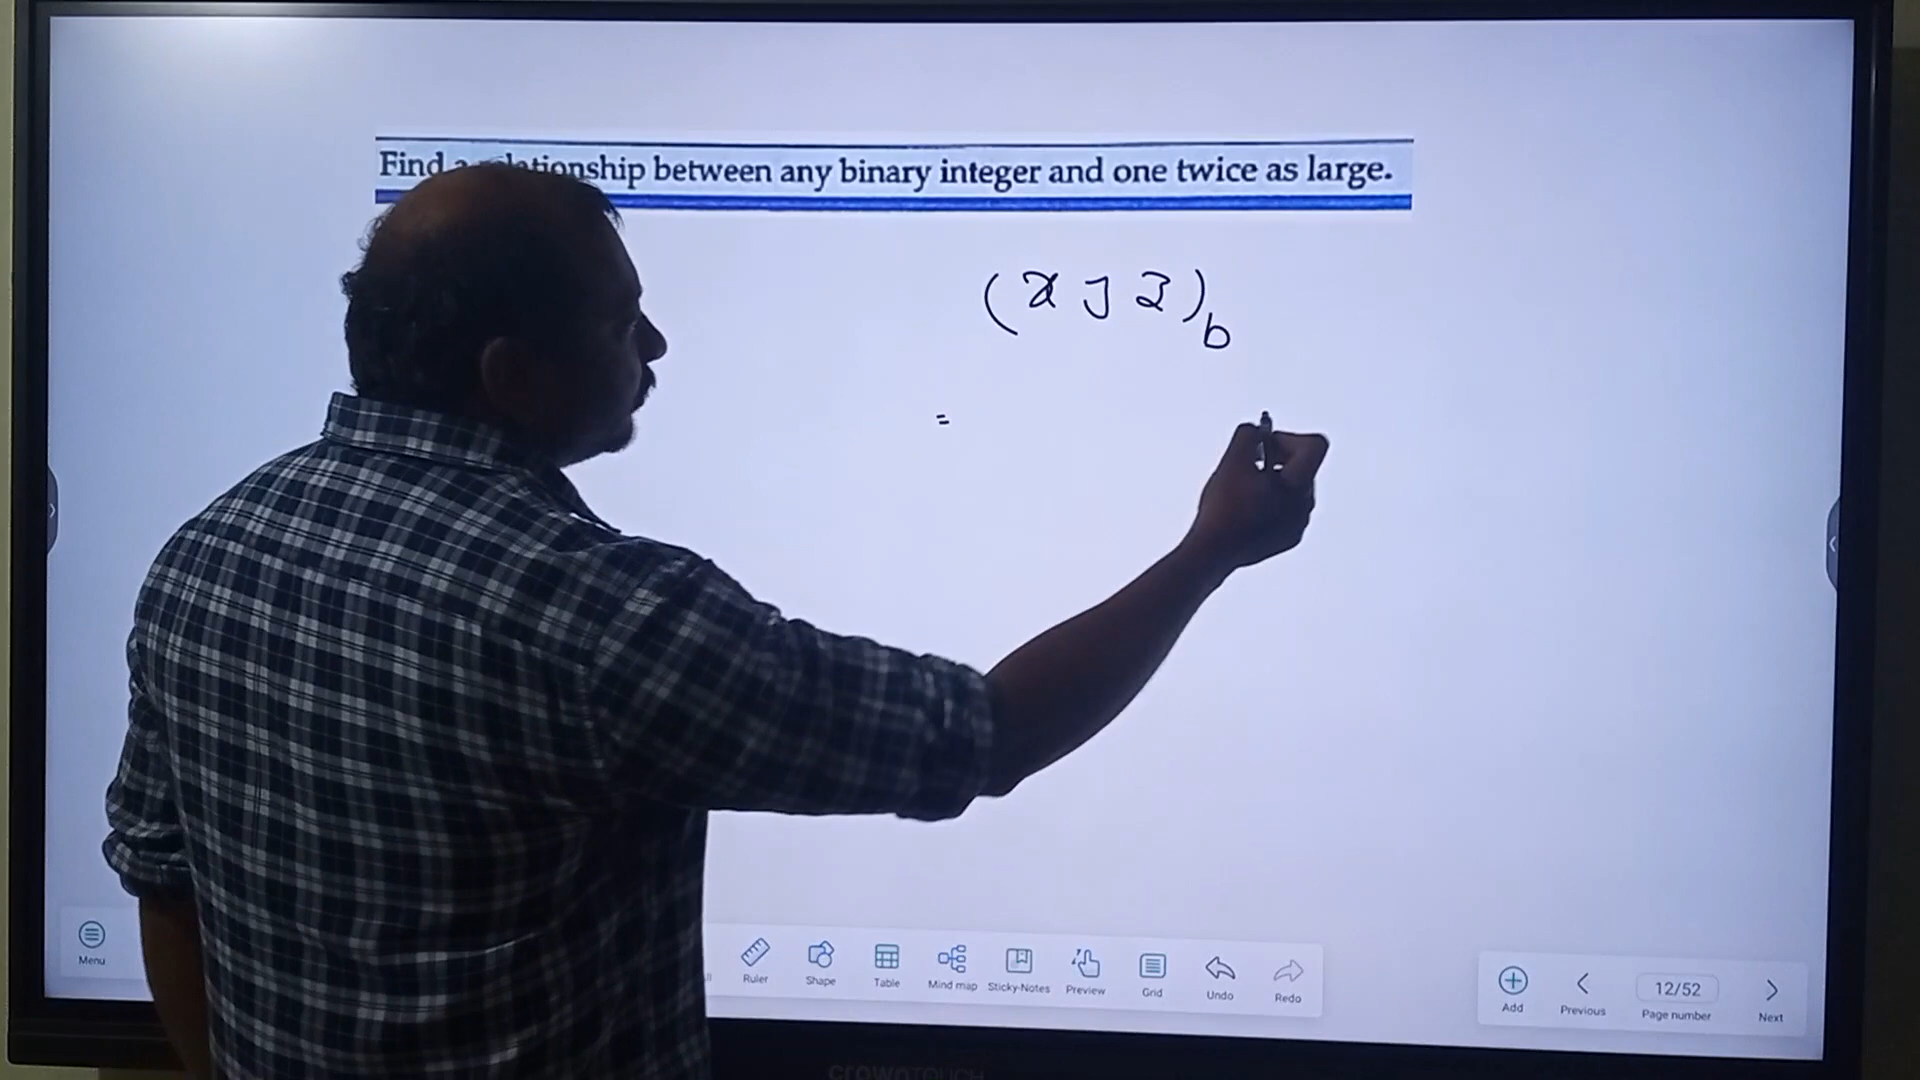 Find a relationship between any binary integer and one twice as large.
(x y z)b
=
Menu
Ruler
Shape
Table
Mind map
Sticky-Notes
Preview
Grid
Undo
Redo
Add
Previous
12/52
Page number
Next
crownTOUCH